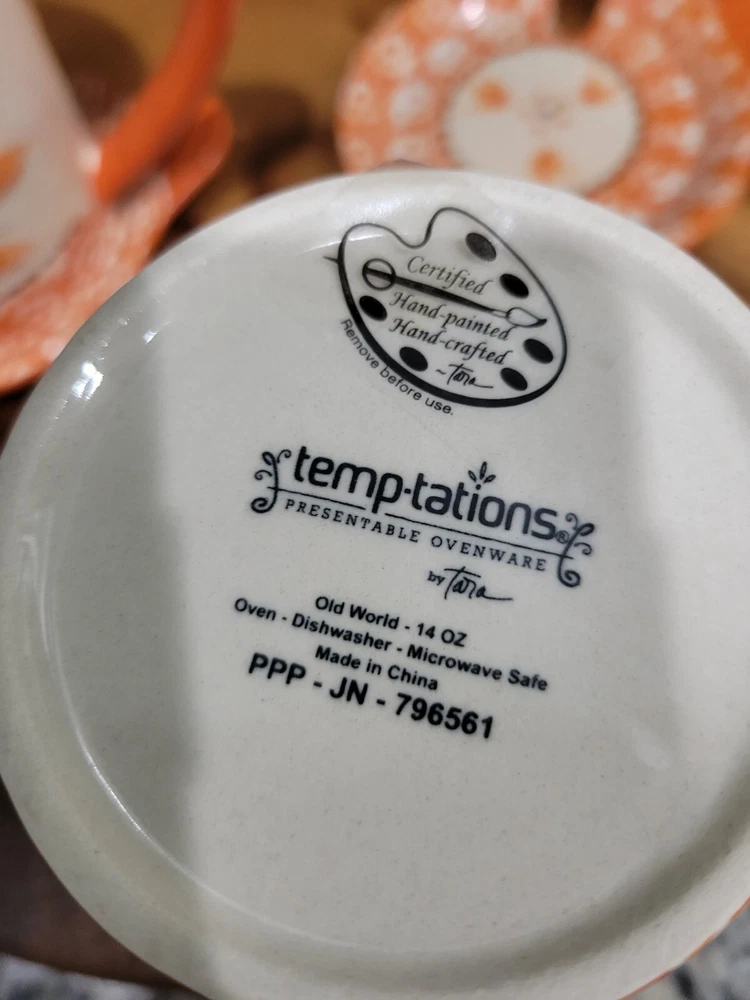 Certified
Hand-painted
Hand-crafted
~ Tara
Remove before use.
temp-tations®
PRESENTABLE OVENWARE
by Tara
Old World - 14 OZ
Oven - Dishwasher - Microwave Safe
Made in China
PPP - JN - 796561